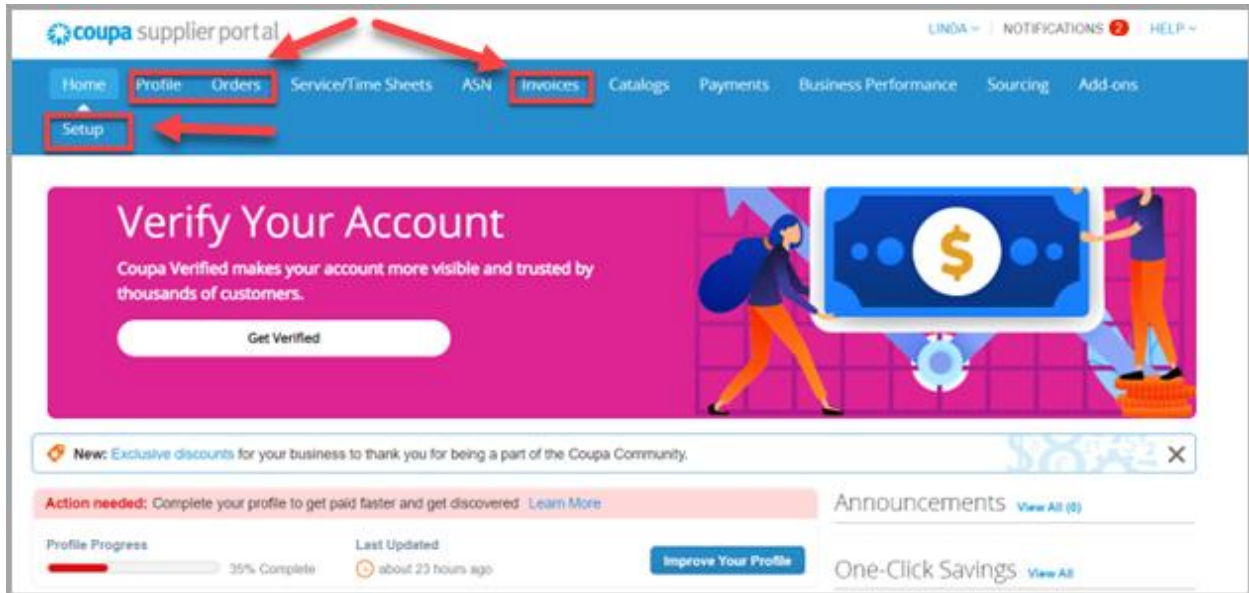 coupa supplier portal
LINDA NOTIFICATIONS 2 HELP
Home Profile Orders Service/Time Sheets ASN Invoices Catalogs Payments Business Performance Sourcing Add-ons
Setup
Verify Your Account
Coupa Verified makes your account more visible and trusted by
thousands of customers.
Get Verified
$
New: Exclusive discounts for your business to thank you for being a part of the Coupa Community.
Action needed: Complete your profile to get paid faster and get discovered Learn More
Announcements View All (0)
Profile Progress Last Updated
35% Complete about 23 hours ago Improve Your Profile
One-Click Savings View All